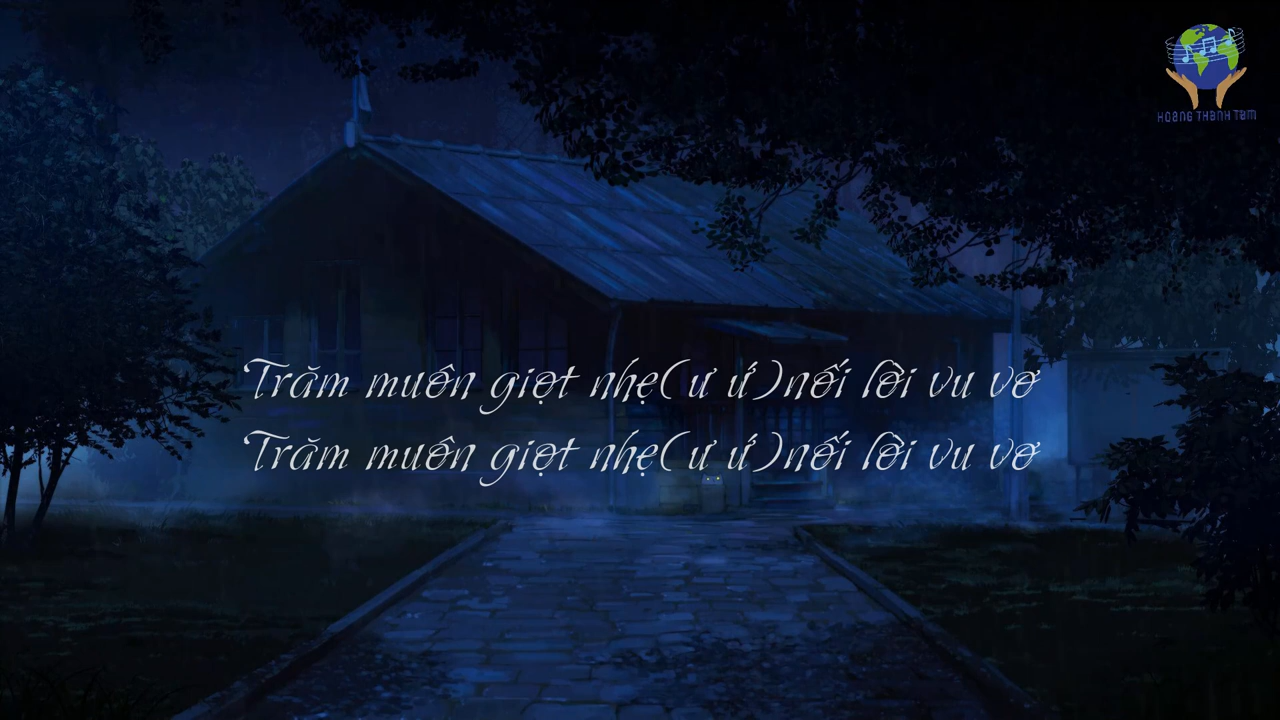 HOANG THANH TAM
Trăm muôn giọt nhẹ(ư ứ)nối lời vu vơ
Trăm muôn giọt nhẹ(ư ứ)nối lời vu vơ